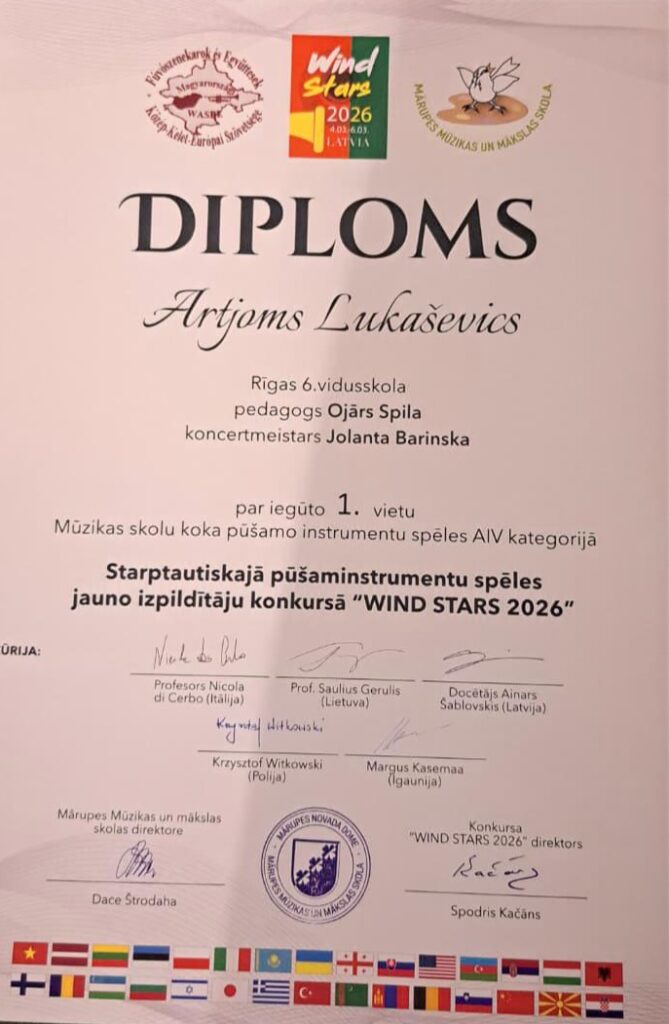 Fúvószenekarok és Együttesek
Magyarország
WASBE
Közép-Kelet-Európai Szövetsége
Wind
Stars
2026
4.03.-6.03.
LATVIA
MĀRUPES MŪZIKAS UN MĀKSLAS SKOLA
DIPLOMS
Artjoms Lukaševics
Rīgas 6.vidusskola
pedagogs Ojārs Spila
koncertmeistars Jolanta Barinska
par iegūto 1. vietu
Mūzikas skolu koka pūšamo instrumentu spēles AIV kategorijā
Starptautiskajā pūšaminstrumentu spēles
jauno izpildītāju konkursā “WIND STARS 2026”
ŪRIJA:
Profesors Nicola
di Cerbo (Itālija)
Prof. Saulius Gerulis
(Lietuva)
Docētājs Ainars
Šablovskis (Latvija)
Krzysztof Witkowski
Krzysztof Witkowski
(Polija)
Margus Kasemaa
(Igaunija)
Mārupes Mūzikas un mākslas
skolas direktore
Dace Štrodaha
MĀRUPES NOVADA DOME
MĀRUPES MŪZIKAS UN MĀKSLAS SKOLA
Konkursa
“WIND STARS 2026” direktors
Kačāns
Spodris Kačāns